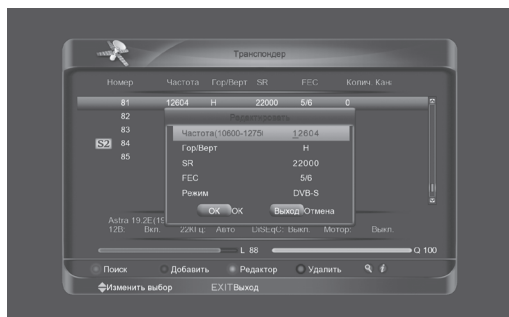 Транспондер
Номер Частота Гор/Верт SR FEC Колич. Кан
81 12604 H 22000 5/6 0
82
Редактировать
83
Частота(10600-1275 12604
S2 84
Гор/Верт H
85
SR 22000
FEC 5/6
Режим DVB-S
OK OK Выход Отмена
Astra 19.2E(19
12В: Вкл. 22КГц: Авто DiSEqC: Выкл. Мотор: Выкл.
L 88 Q 100
Поиск Добавить Редактор Удалить
Изменить выбор EXIT Выход